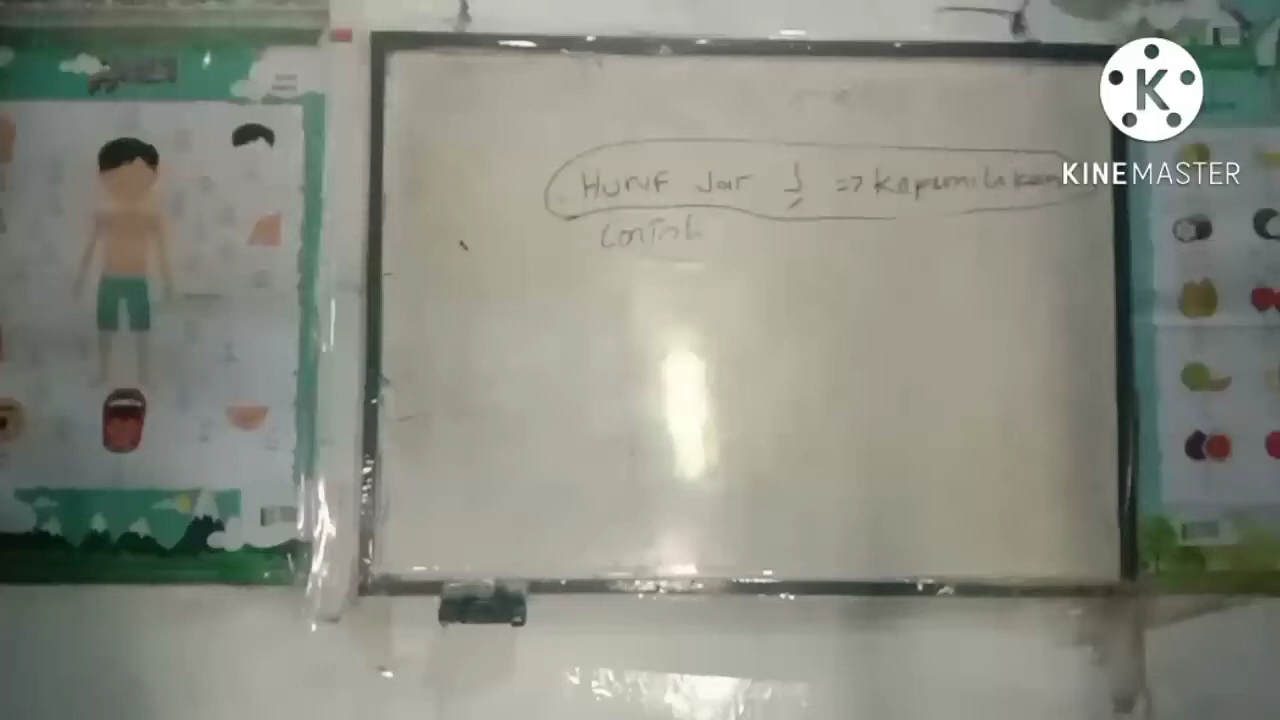 Huruf Jar لِ => Kepemilikan
Contoh
KINEMASTER